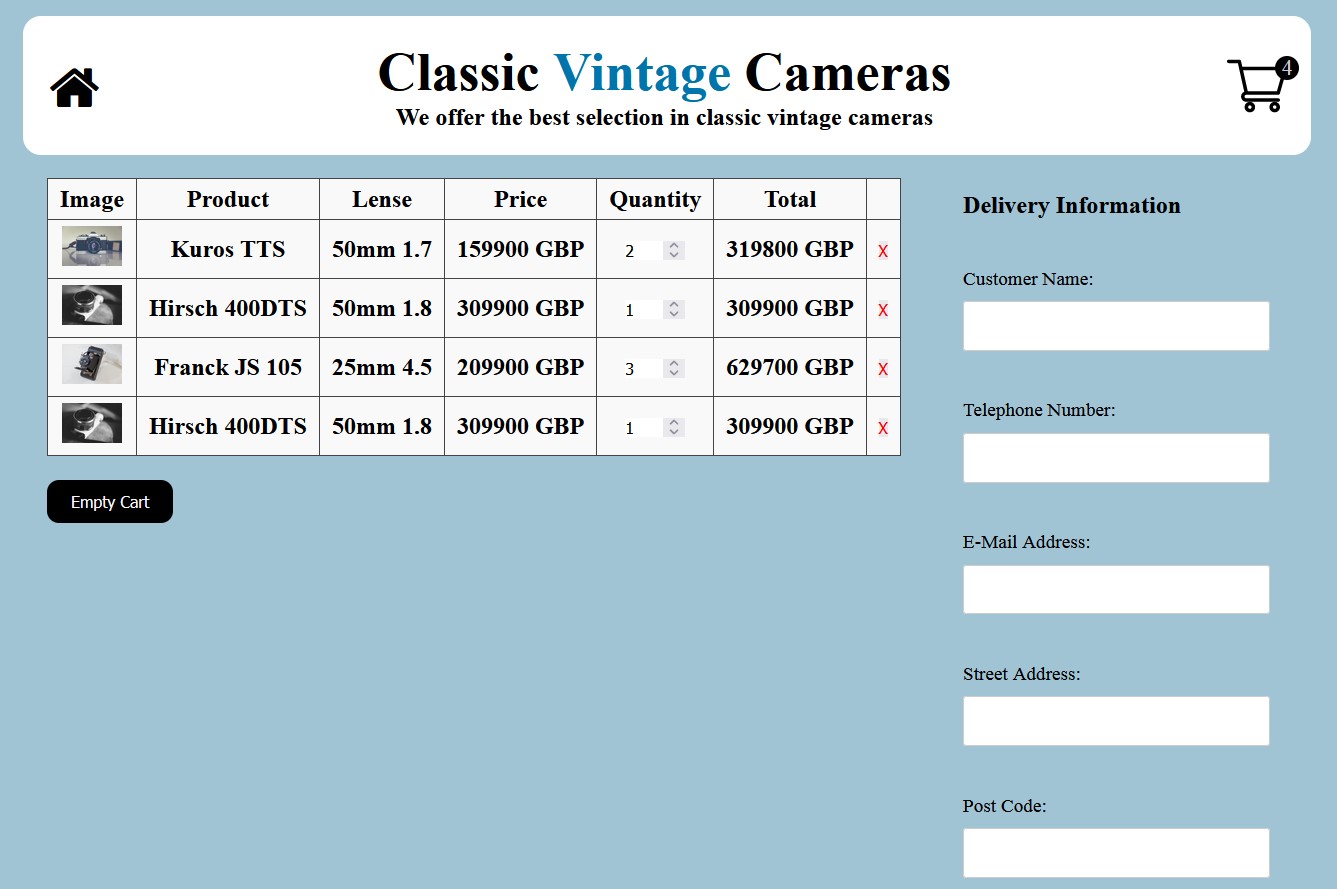 Classic Vintage Cameras
We offer the best selection in classic vintage cameras
4
Image Product Lense Price Quantity Total
Kuros TTS 50mm 1.7 159900 GBP 2 319800 GBP X
Hirsch 400DTS 50mm 1.8 309900 GBP 1 309900 GBP X
Franck JS 105 25mm 4.5 209900 GBP 3 629700 GBP X
Hirsch 400DTS 50mm 1.8 309900 GBP 1 309900 GBP X
Empty Cart
Delivery Information
Customer Name:
Telephone Number:
E-Mail Address:
Street Address:
Post Code: